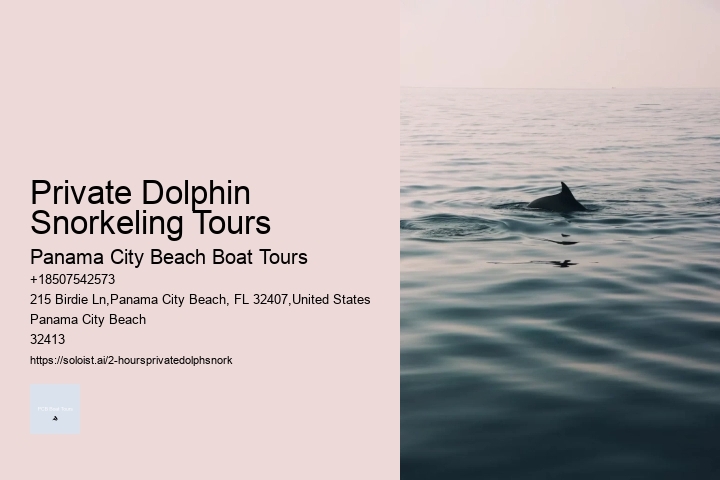 Private Dolphin
Snorkeling Tours
Panama City Beach Boat Tours
+18507542573
215 Birdie Ln,Panama City Beach, FL 32407,United States
Panama City Beach
32413
https://soloist.ai/2-hoursprivatedolphsnork